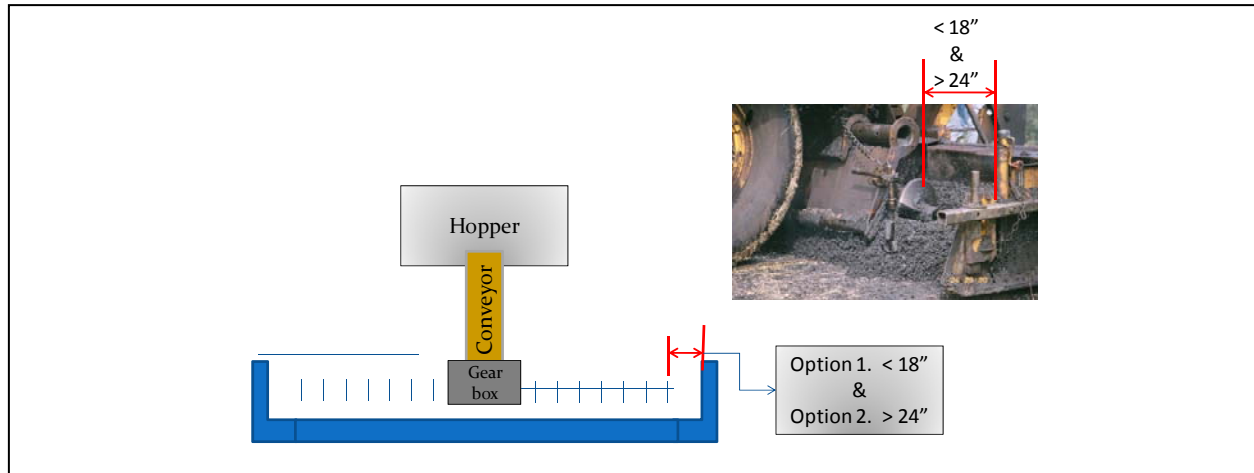 < 18”
&
> 24”
Hopper
Conveyor
Gear
box
Option 1.  < 18”
&
Option 2.  > 24”